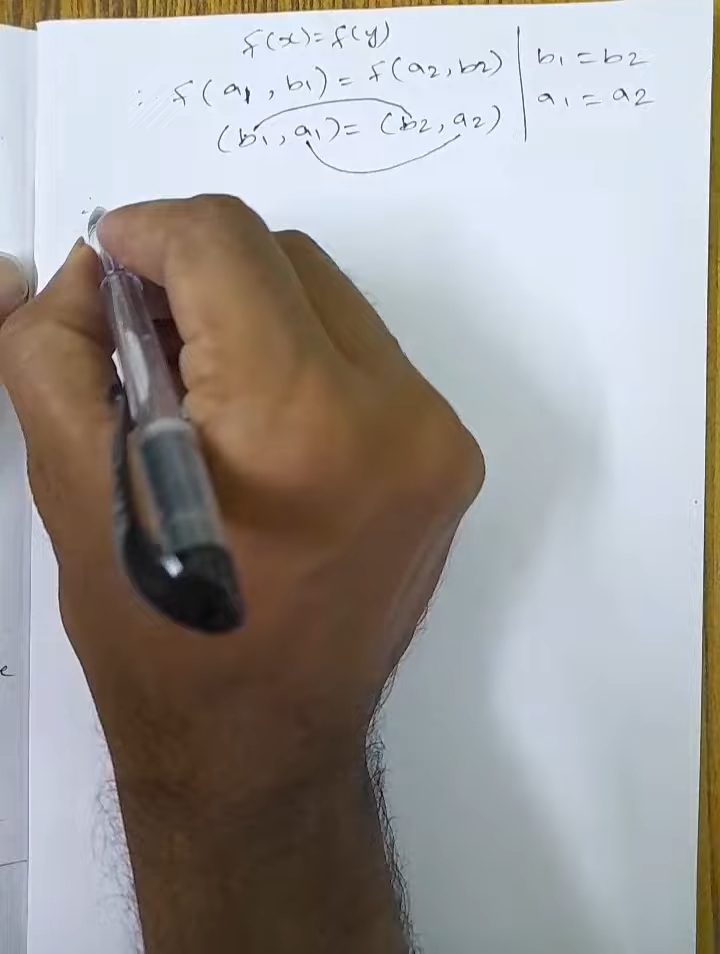 f(x)=f(y)
∴ f(a1, b1) = f(a2, b2) | b1 = b2
(b1, a1) = (b2, a2) | a1 = a2
e